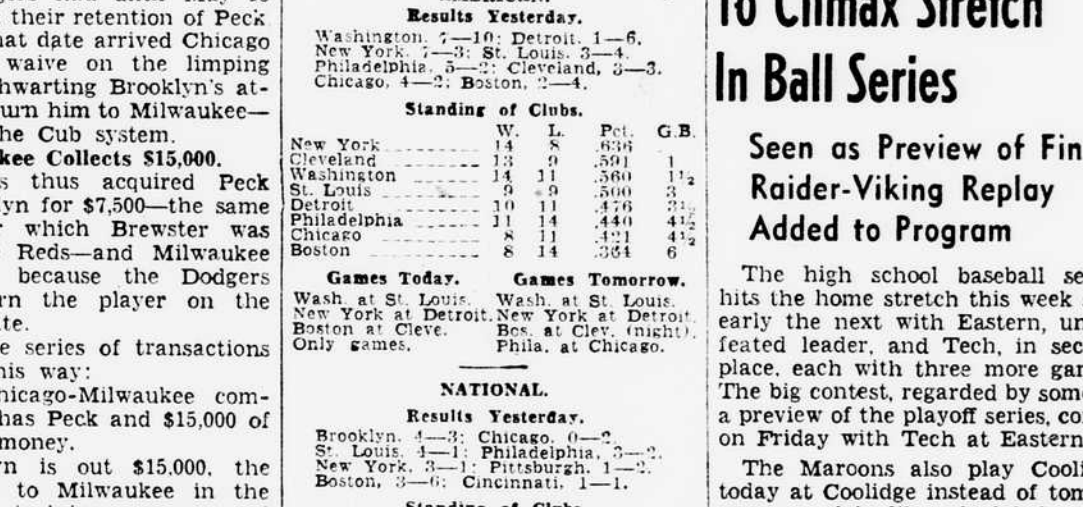 their retention of Peck
hat date arrived Chicago
waive on the limping
hwarting Brooklyn's at-
urn him to Milwaukee—
he Cub system.
kee Collects $15,000.
s thus acquired Peck
yn for $7,500—the same
which Brewster was
Reds—and Milwaukee
because the Dodgers
rn the player on the
te.
e series of transactions
his way:
hicago-Milwaukee com-
has Peck and $15,000 of
money.
n is out $15,000, the
to Milwaukee in the
Results Yesterday.
Washington, 7—10; Detroit, 1—6.
New York, 7—3; St. Louis, 3—4.
Philadelphia, 5—2; Cleveland, 3—3.
Chicago, 4—2; Boston, 2—4.
Standing of Clubs.
W. L. Pct. G.B.
New York 14 8 .636
Cleveland 13 9 .591 1
Washington 14 11 .560 1½
St. Louis 9 9 .500 3
Detroit 10 11 .476 3½
Philadelphia 11 14 .440 4½
Chicago 8 11 .421 4½
Boston 8 14 .364 6
Games Today.
Wash. at St. Louis.
New York at Detroit.
Boston at Cleve.
Only games.
Games Tomorrow.
Wash. at St. Louis.
New York at Detroit.
Bos. at Clev. (night).
Phila. at Chicago.
NATIONAL.
Results Yesterday.
Brooklyn, 4—3; Chicago, 0—2.
St. Louis, 4—1; Philadelphia, 3—2.
New York, 3—1; Pittsburgh, 1—2.
Boston, 3—6; Cincinnati, 1—1.
Standing of Clubs.
To Climax Stretch
In Ball Series
Seen as Preview of Fin
Raider-Viking Replay
Added to Program
The high school baseball se
hits the home stretch this week
early the next with Eastern, un
feated leader, and Tech, in sec
place, each with three more gam
The big contest, regarded by some
a preview of the playoff series, co
on Friday with Tech at Eastern
The Maroons also play Cooli
today at Coolidge instead of tom